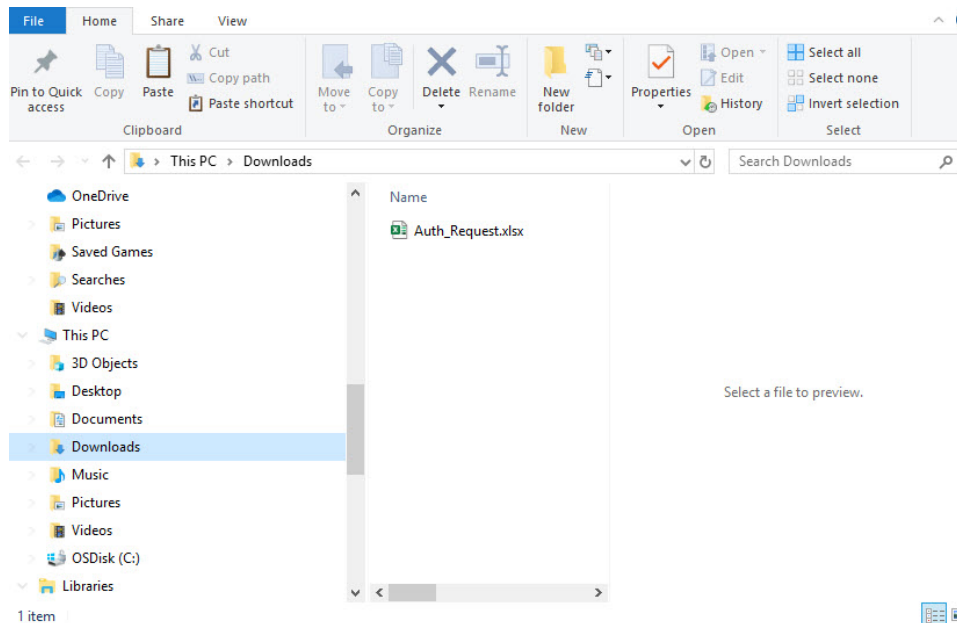 File Home Share View
Pin to Quick access
Copy
Paste
Cut
Copy path
Paste shortcut
Clipboard
Move to
Copy to
Delete
Rename
Organize
New folder
New
Properties
Open
Edit
History
Open
Select all
Select none
Invert selection
Select
This PC > Downloads
Search Downloads
OneDrive
Pictures
Saved Games
Searches
Videos
This PC
3D Objects
Desktop
Documents
Downloads
Music
Pictures
Videos
OSDisk (C:)
Libraries
Name
Auth_Request.xlsx
Select a file to preview.
1 item